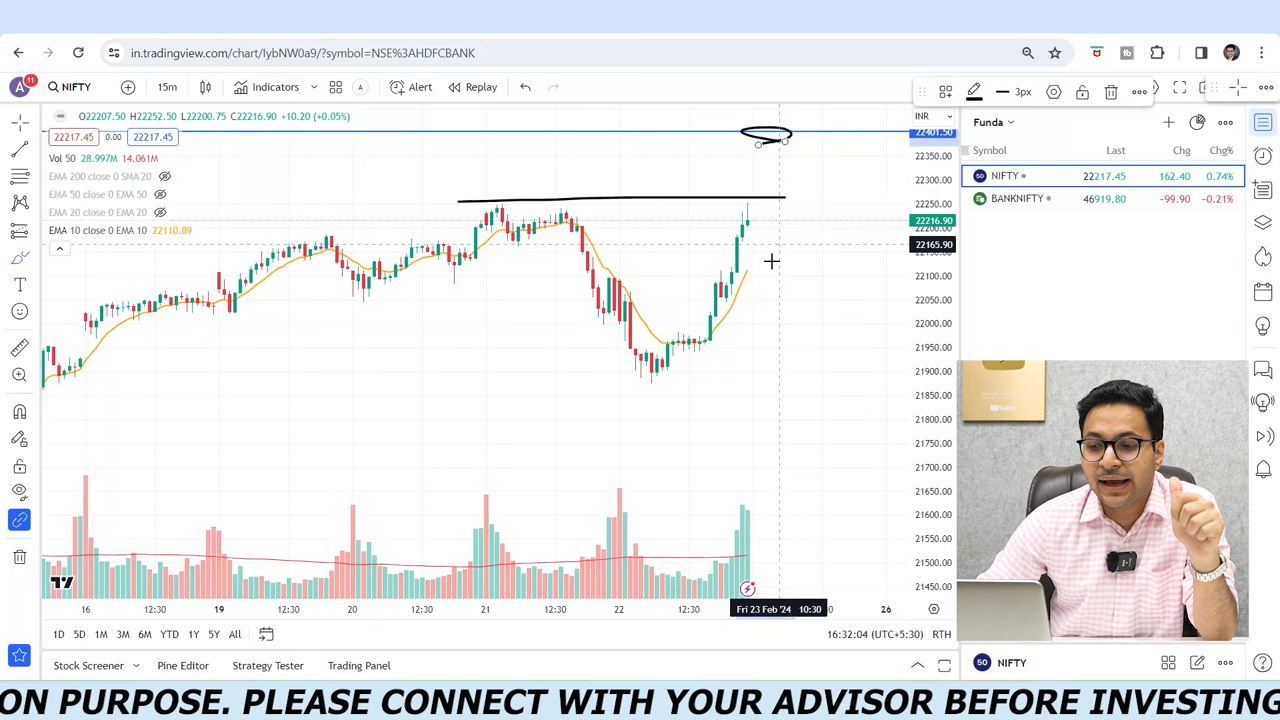 in.tradingview.com/chart/IybNW0a9/?symbol=NSE%3AHDFCBANK
A 11 NIFTY 15m Indicators A Alert Replay 3px
O22207.50 H22252.50 L22200.75 C22216.90 +10.20 (+0.05%)
22217.45 0.00 22217.45
Vol 50 28.997M 14.061M
EMA 200 close 0 SMA 20
EMA 50 close 0 EMA 50
EMA 20 close 0 EMA 20
EMA 10 close 0 EMA 10 22110.89
INR
22401.50
22350.00
22300.00
22250.00
22216.90
22200.00
22165.90
22150.00
22100.00
22050.00
22000.00
21950.00
21900.00
21850.00
21800.00
21750.00
21700.00
21650.00
21600.00
21550.00
21500.00
21450.00
Funda
Symbol Last Chg Chg%
50 NIFTY 22217.45 162.40 0.74%
BANKNIFTY 46919.80 -99.90 -0.21%
16 12:30 19 12:30 20 12:30 21 12:30 22 12:30 Fri 23 Feb '24 10:30 26
1D 5D 1M 3M 6M YTD 1Y 5Y All 16:32:04 (UTC+5:30) RTH
Stock Screener Pine Editor Strategy Tester Trading Panel
50 NIFTY
ON PURPOSE. PLEASE CONNECT WITH YOUR ADVISOR BEFORE INVESTING